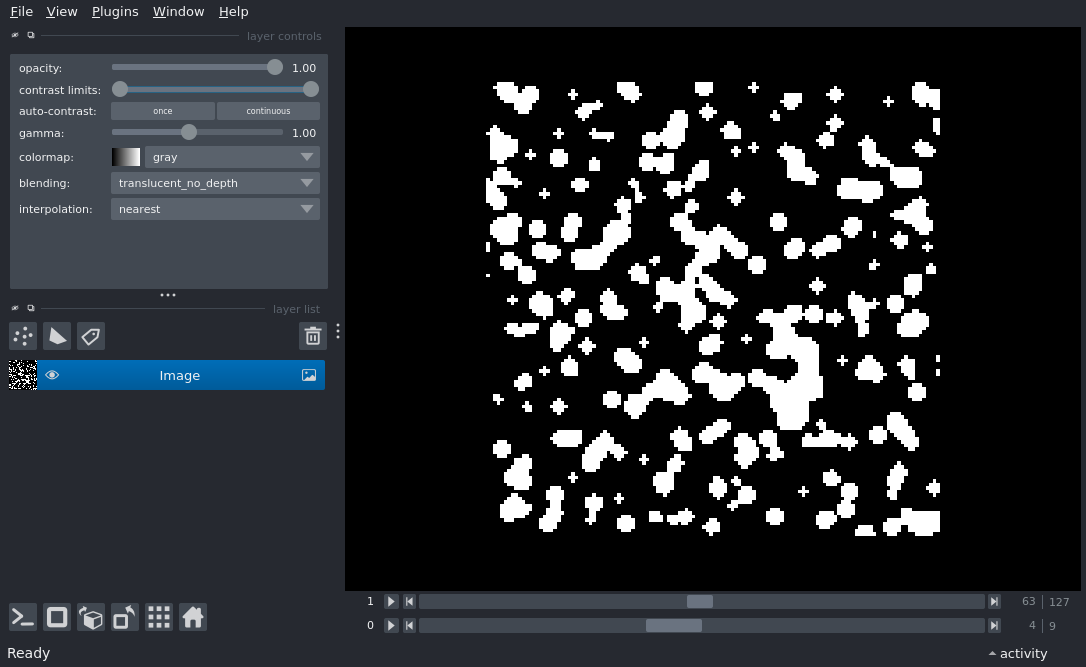 File View Plugins Window Help
layer controls
opacity: 1.00
contrast limits:
auto-contrast: once continuous
gamma: 1.00
colormap: gray
blending: translucent_no_depth
interpolation: nearest
layer list
Image
1 63 127
0 4 9
Ready activity